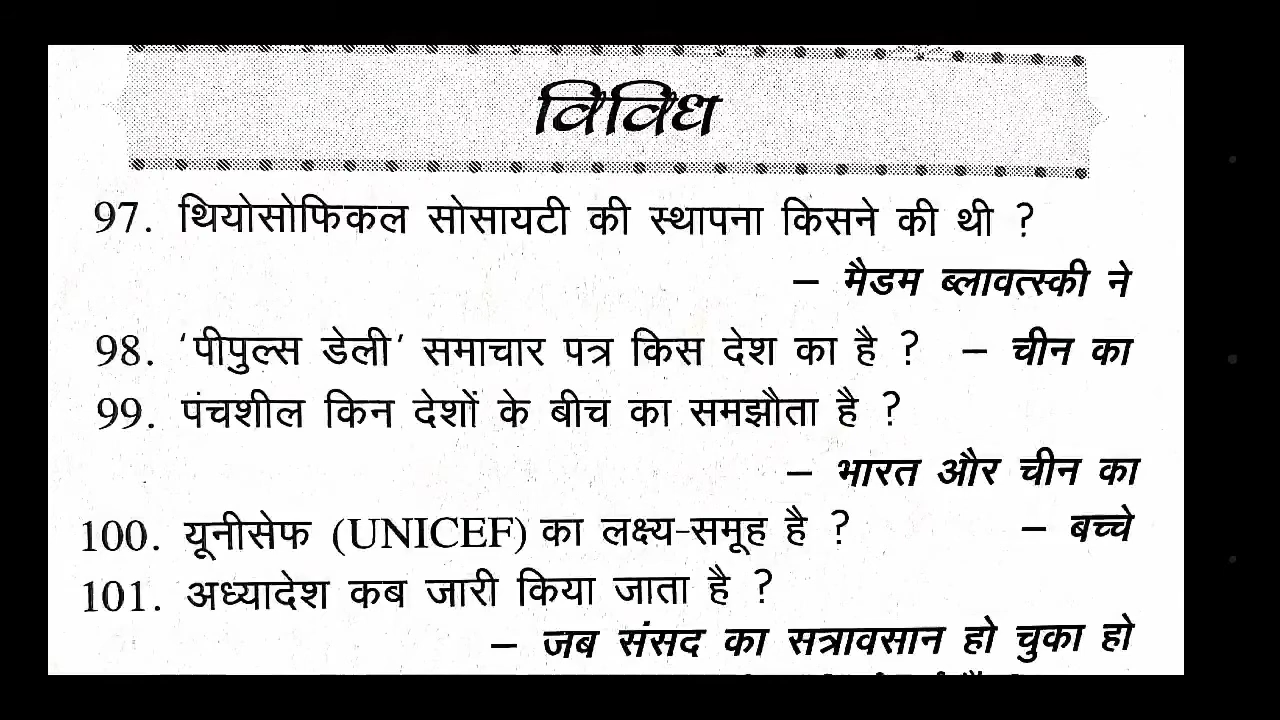 विविध
97. थियोसोफिकल सोसायटी की स्थापना किसने की थी ?
– मैडम ब्लावत्स्की ने
98. 'पीपुल्स डेली' समाचार पत्र किस देश का है ? – चीन का
99. पंचशील किन देशों के बीच का समझौता है ?
– भारत और चीन का
100. यूनीसेफ (UNICEF) का लक्ष्य-समूह है ? – बच्चे
101. अध्यादेश कब जारी किया जाता है ?
– जब संसद का सत्रावसान हो चुका हो